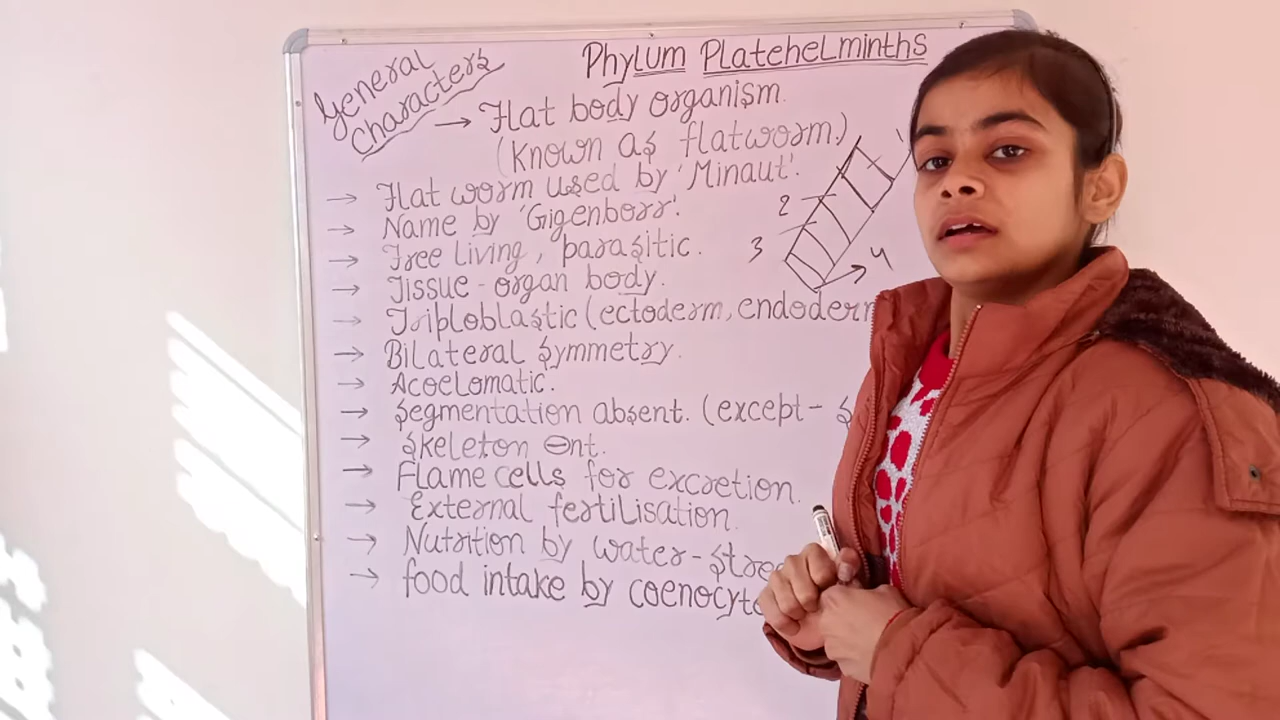 General
Characters
Phylum Platehelminths
→ Flat body organism.
(Known as flatworm.)
→ Flat worm used by 'Minaut'.
→ Name by 'Gigenborr'.
→ Free living, parasitic.
→ Tissue-organ body.
→ Triploblastic (ectoderm, endoderm
→ Bilateral symmetry.
→ Acoelomatic.
→ Segmentation absent. (except- s
→ Skeleton ⊖nt.
→ Flame cells for excretion.
→ External fertilisation.
→ Nutrition by water-stre
→ food intake by coenocyt
2
3
4